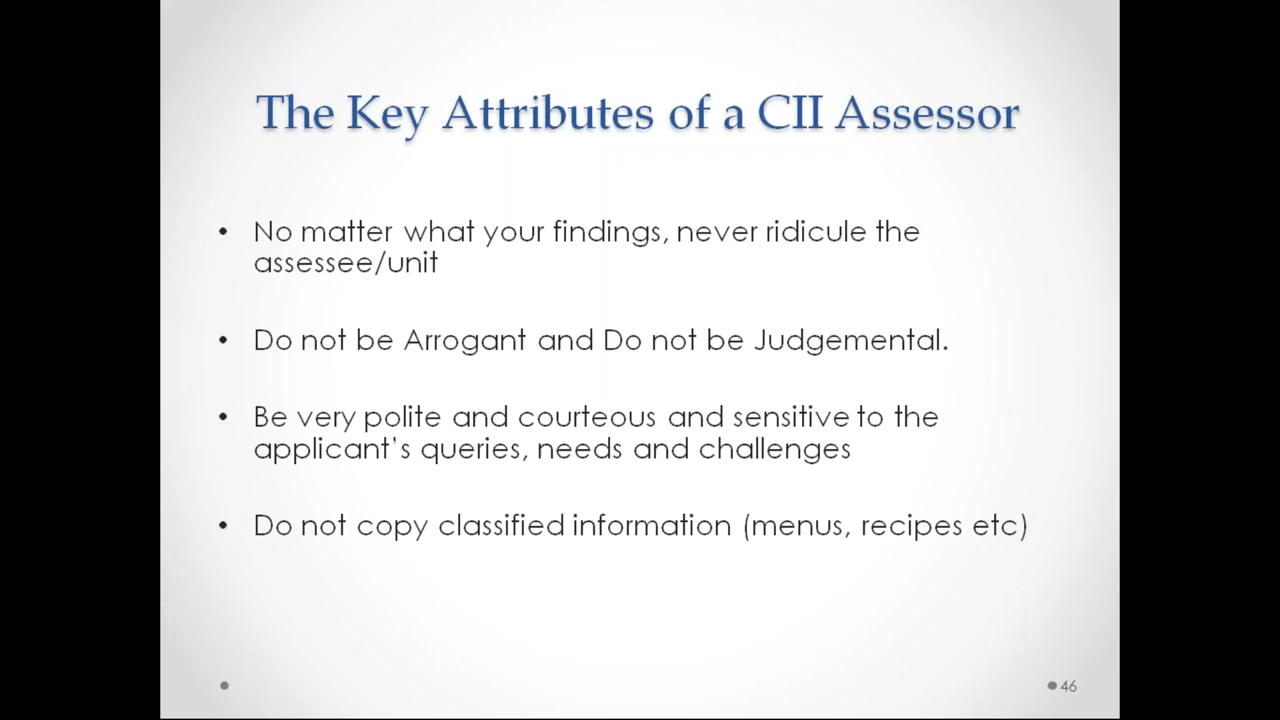 The Key Attributes of a CII Assessor
• No matter what your findings, never ridicule the
assessee/unit
• Do not be Arrogant and Do not be Judgemental.
• Be very polite and courteous and sensitive to the
applicant's queries, needs and challenges
• Do not copy classified information (menus, recipes etc)
46